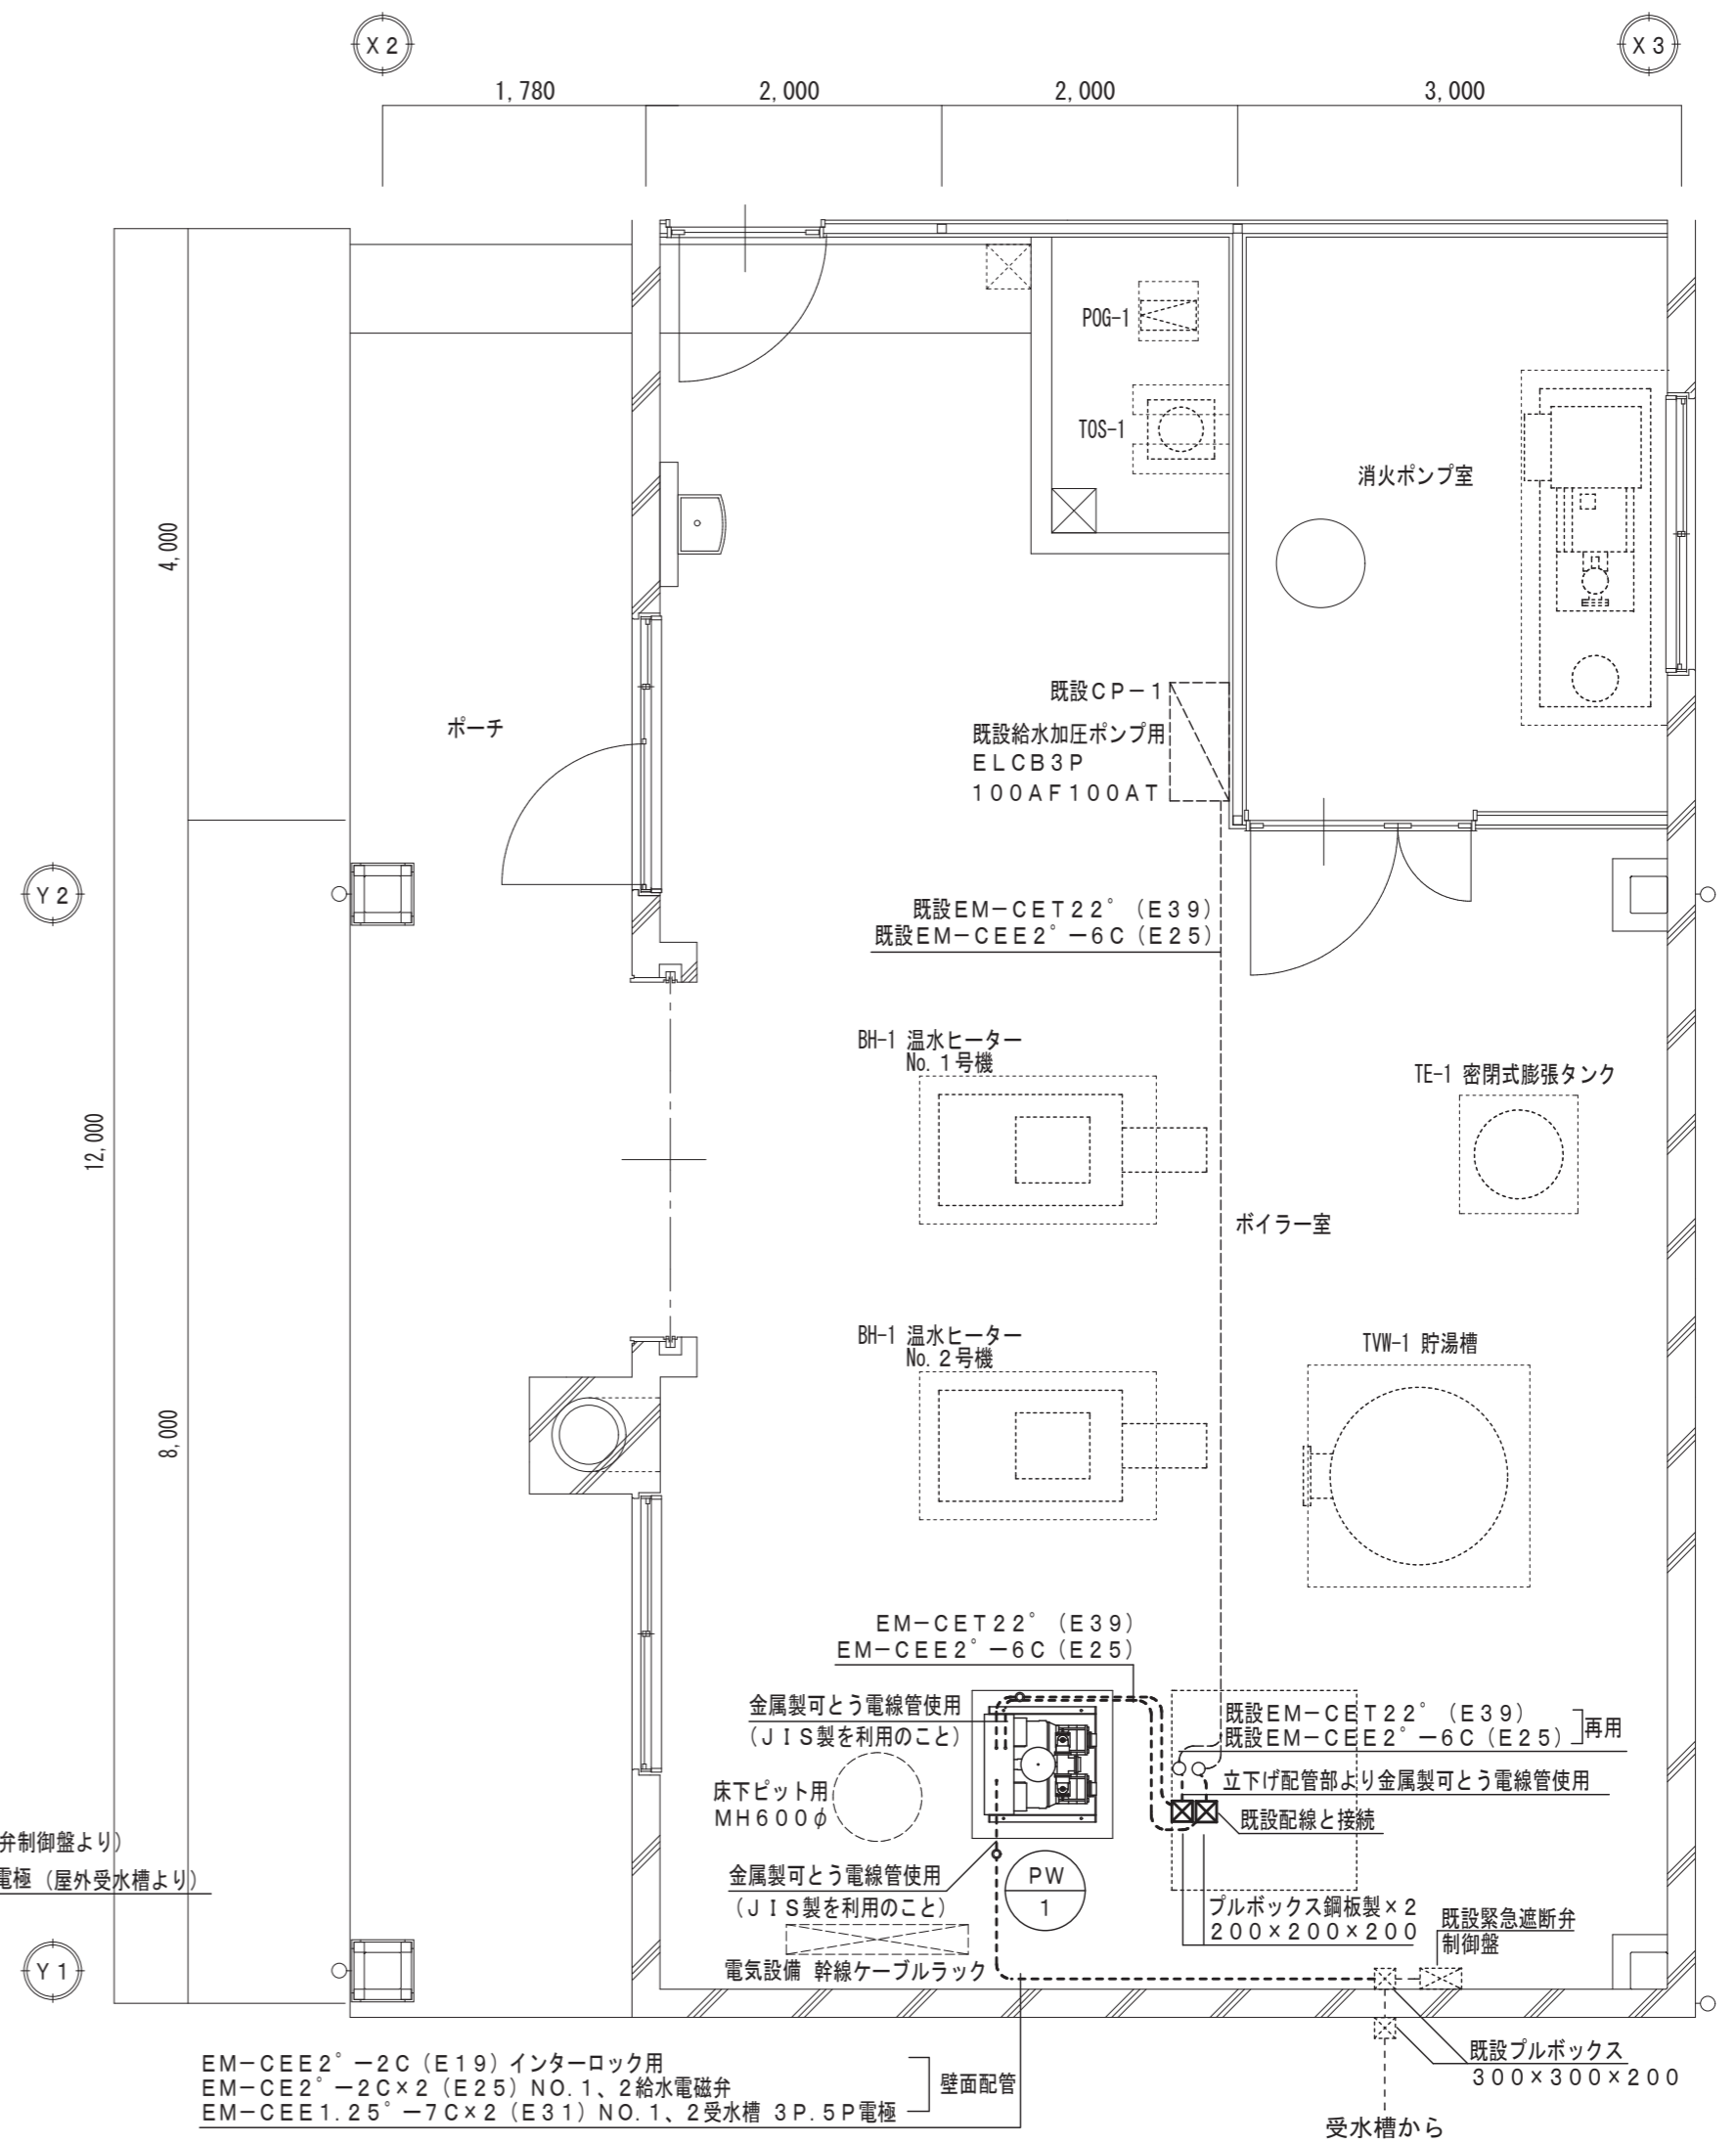 X2
X3
1,780
2,000
2,000
3,000
POG-1
TOS-1
消火ポンプ室
4,000
既設CP-1
ポーチ
既設給水加圧ポンプ用
ELCB3P
100AF100AT
Y2
既設EM-CET22°(E39)
既設EM-CEE2°-6C(E25)
BH-1 温水ヒーター
No.1号機
TE-1 密閉式膨張タンク
12,000
ボイラー室
BH-1 温水ヒーター
No.2号機
TVW-1 貯湯槽
8,000
EM-CET22°(E39)
EM-CEE2°-6C(E25)
金属製可とう電線管使用
(JIS製を利用のこと)
既設EM-CET22°(E39)
既設EM-CEE2°-6C(E25)
再用
床下ピット用
MH600φ
立下げ配管部より金属製可とう電線管使用
既設配線と接続
弁制御盤より)
電極(屋外受水槽より)
金属製可とう電線管使用
(JIS製を利用のこと)
PW
1
プルボックス鋼板製×2
200×200×200
既設緊急遮断弁
制御盤
Y1
電気設備 幹線ケーブルラック
既設プルボックス
300×300×200
EM-CEE2°-2C(E19)インターロック用
EM-CE2°-2C×2(E25)NO.1、2給水電磁弁
EM-CEE1.25°-7C×2(E31)NO.1、2受水槽 3P.5P電極
壁面配管
受水槽から